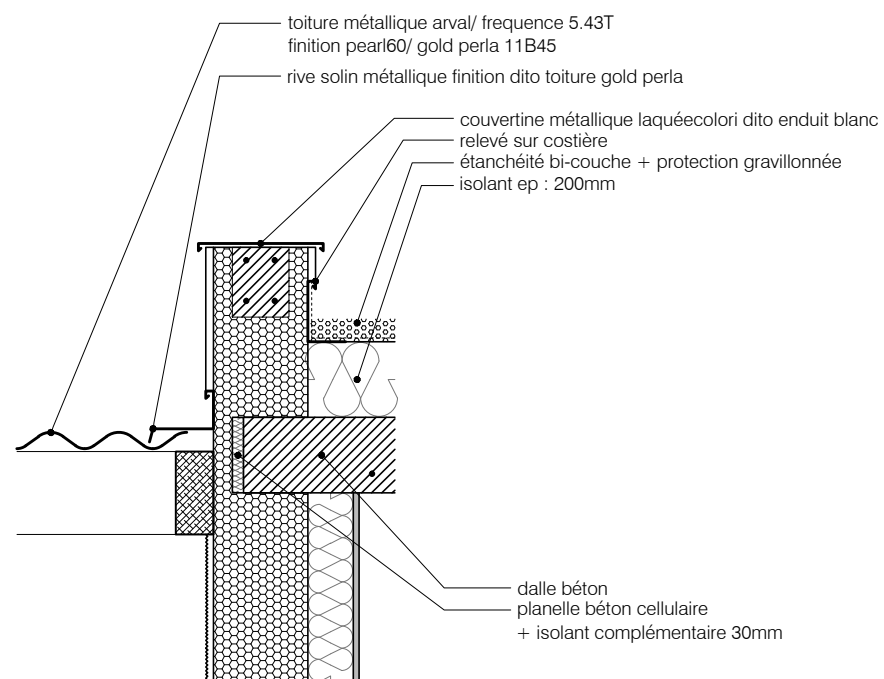 toiture métallique arval/ frequence 5.43T
finition pearl60/ gold perla 11B45
rive solin métallique finition dito toiture gold perla
couvertine métallique laquéecolori dito enduit blanc
relevé sur costière
étanchéité bi-couche + protection gravillonnée
isolant ep : 200mm
dalle béton
planelle béton cellulaire
+ isolant complémentaire 30mm